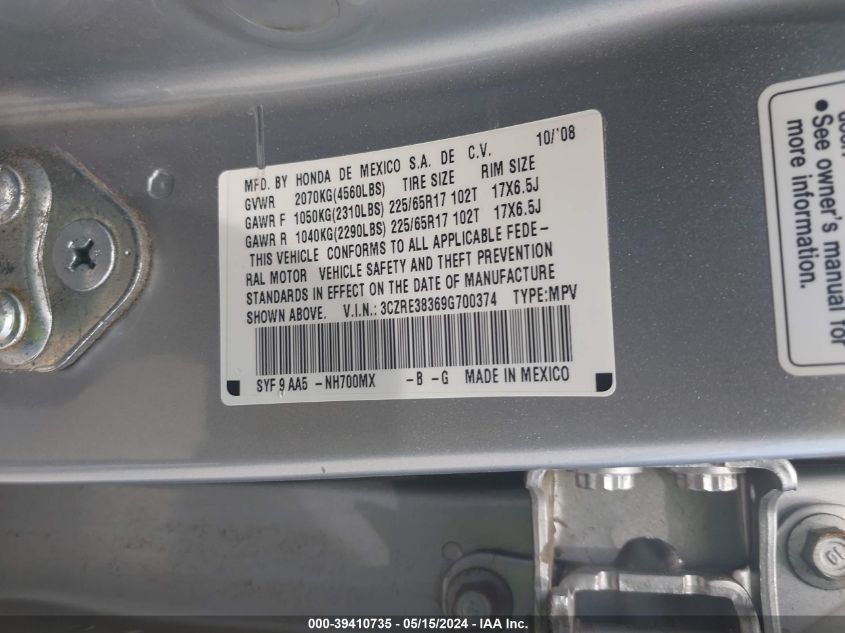 MFD. BY HONDA DE MEXICO S.A. DE C.V. 10/'08
GVWR 2070KG(4560LBS) TIRE SIZE RIM SIZE
GAWR F 1050KG(2310LBS) 225/65R17 102T 17X6.5J
GAWR R 1040KG(2290LBS) 225/65R17 102T 17X6.5J
THIS VEHICLE CONFORMS TO ALL APPLICABLE FEDE-
RAL MOTOR VEHICLE SAFETY AND THEFT PREVENTION
STANDARDS IN EFFECT ON THE DATE OF MANUFACTURE
SHOWN ABOVE. V.I.N.: 3CZRE38369G700374 TYPE:MPV
SYF 9 AA5 -NH700MX -B -G MADE IN MEXICO
• See owner's manual for
more information.
10
000-39410735 - 05/15/2024 - IAA Inc.